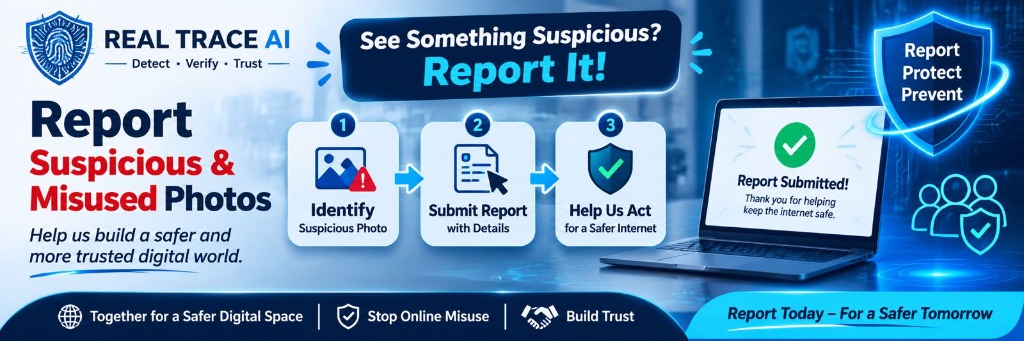 REAL TRACE AI
Detect • Verify • Trust
Report
Suspicious &
Misused Photos
Help us build a safer and
more trusted digital world.
See Something Suspicious?
Report It!
1
Identify
Suspicious Photo
2
Submit Report
with Details
3
Help Us Act
for a Safer Internet
Report Submitted!
Thank you for helping
keep the internet safe.
Report
Protect
Prevent
Together for a Safer Digital Space
Stop Online Misuse
Build Trust
Report Today – For a Safer Tomorrow